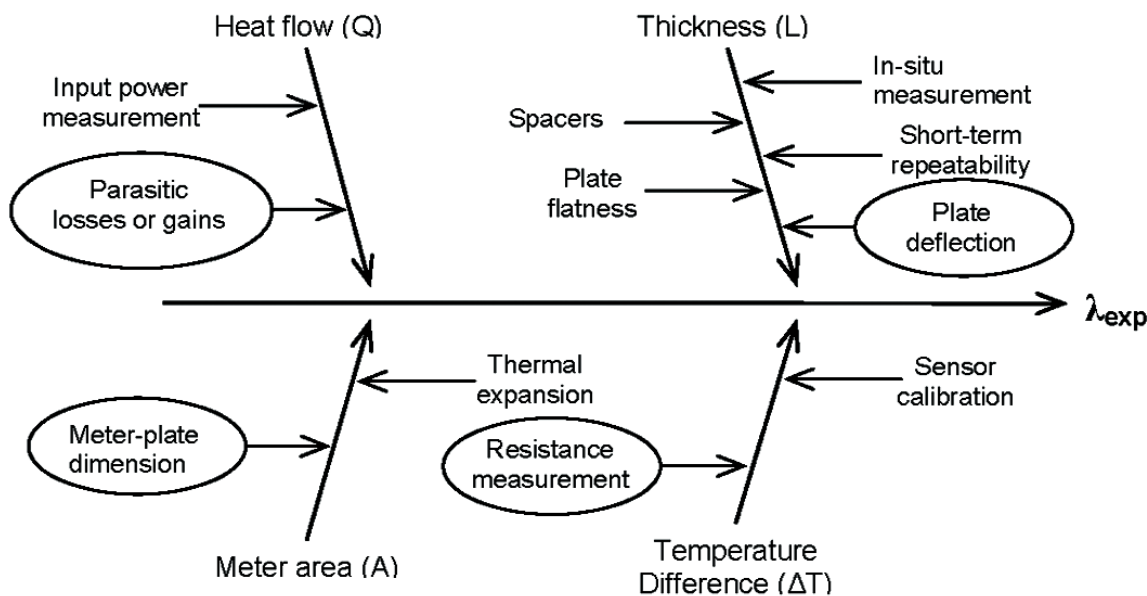 Heat flow (Q)
Thickness (L)
Input power
measurement
In-situ
measurement
Spacers
Short-term
repeatability
Parasitic
losses or gains
Plate
flatness
Plate
deflection
λexp
Thermal
expansion
Sensor
calibration
Meter-plate
dimension
Resistance
measurement
Meter area (A)
Temperature
Difference (ΔT)